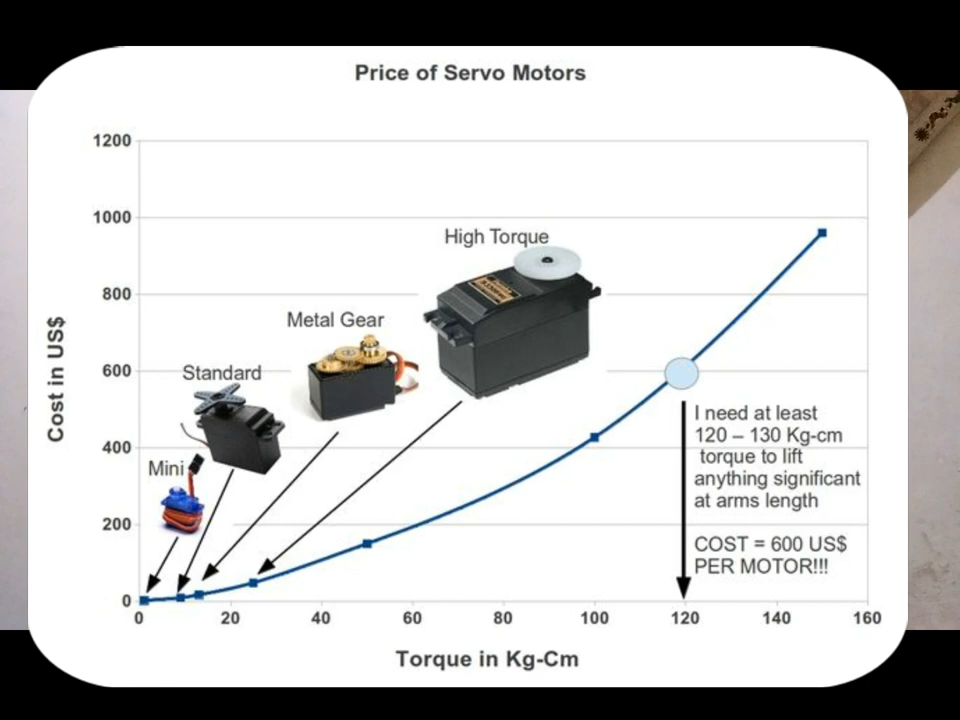 Price of Servo Motors
1200
1000
800
600
400
200
0
0 20 40 60 80 100 120 140 160
Cost in US$
Torque in Kg-Cm
Mini
Standard
Metal Gear
High Torque
I need at least
120 – 130 Kg-cm
torque to lift
anything significant
at arms length
COST = 600 US$
PER MOTOR!!!